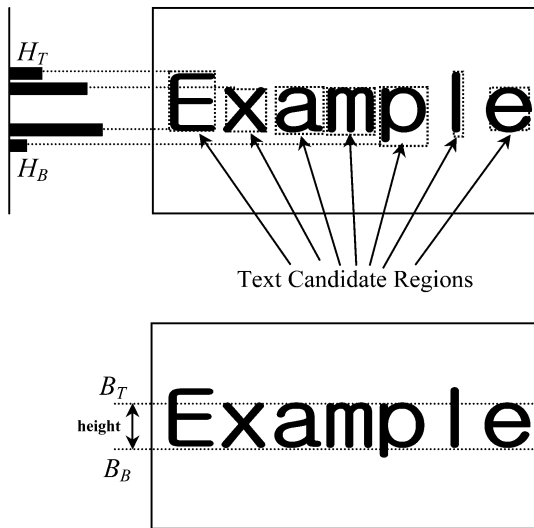 H_T
Example
H_B
Text Candidate Regions
B_T
Example
height
B_B